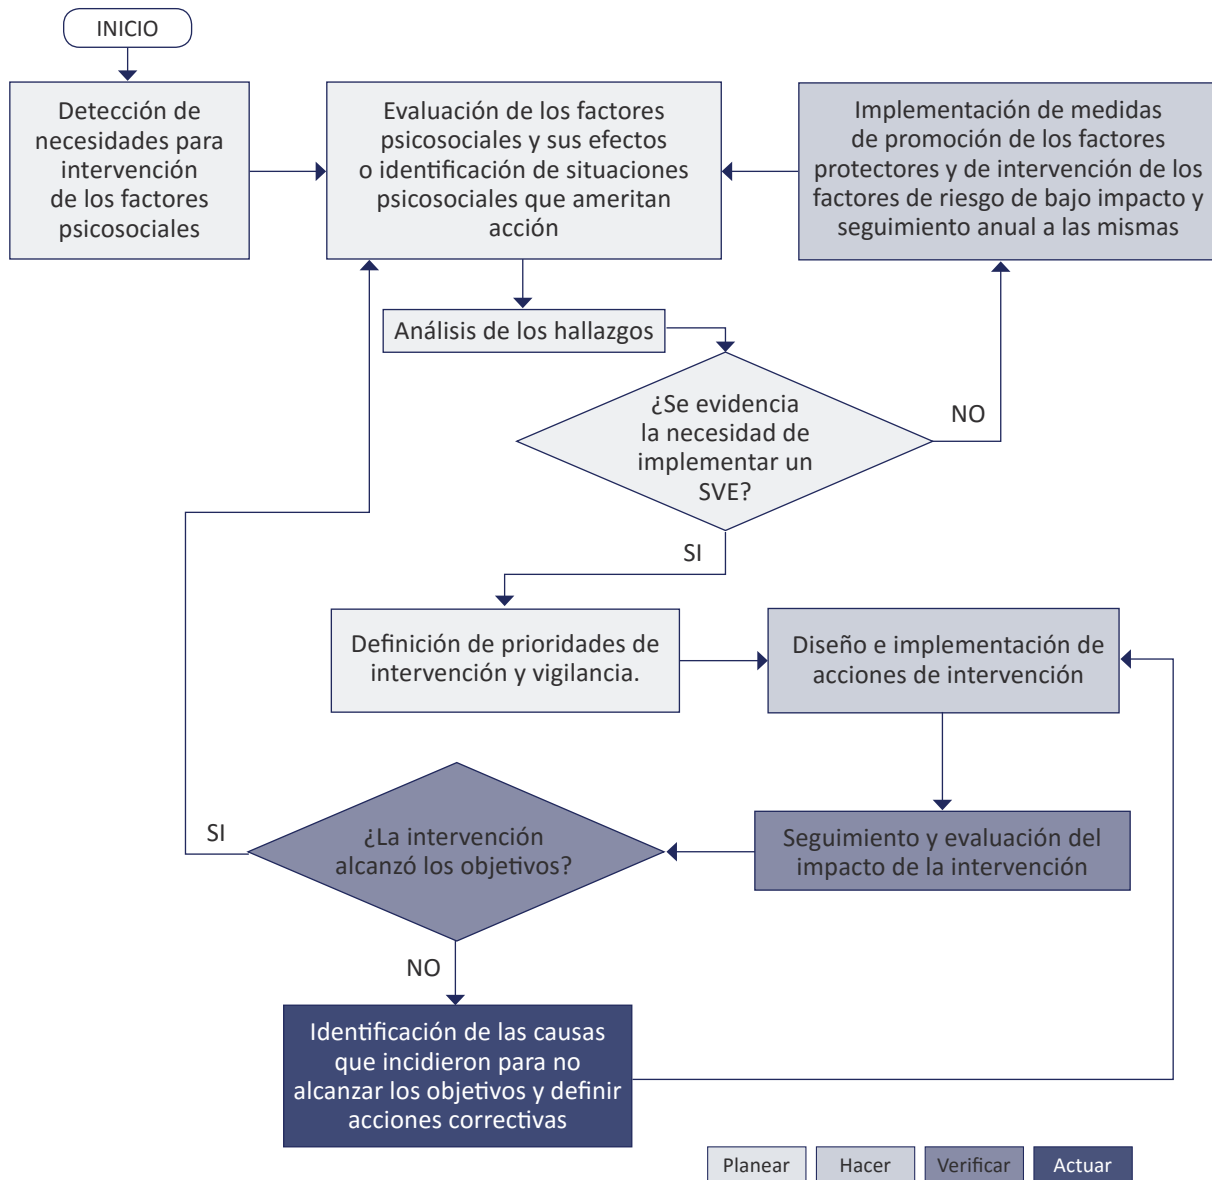 INICIO
Detección de
necesidades para
intervención
de los factores
psicosociales
Evaluación de los factores
psicosociales y sus efectos
o identificación de situaciones
psicosociales que ameritan
acción
Implementación de medidas
de promoción de los factores
protectores y de intervención de los
factores de riesgo de bajo impacto y
seguimiento anual a las mismas
Análisis de los hallazgos
¿Se evidencia
la necesidad de
implementar un
SVE?
NO
SI
Definición de prioridades de
intervención y vigilancia.
Diseño e implementación de
acciones de intervención
Seguimiento y evaluación del
impacto de la intervención
¿La intervención
alcanzó los objetivos?
SI
NO
Identificación de las causas
que incidieron para no
alcanzar los objetivos y definir
acciones correctivas
Planear
Hacer
Verificar
Actuar